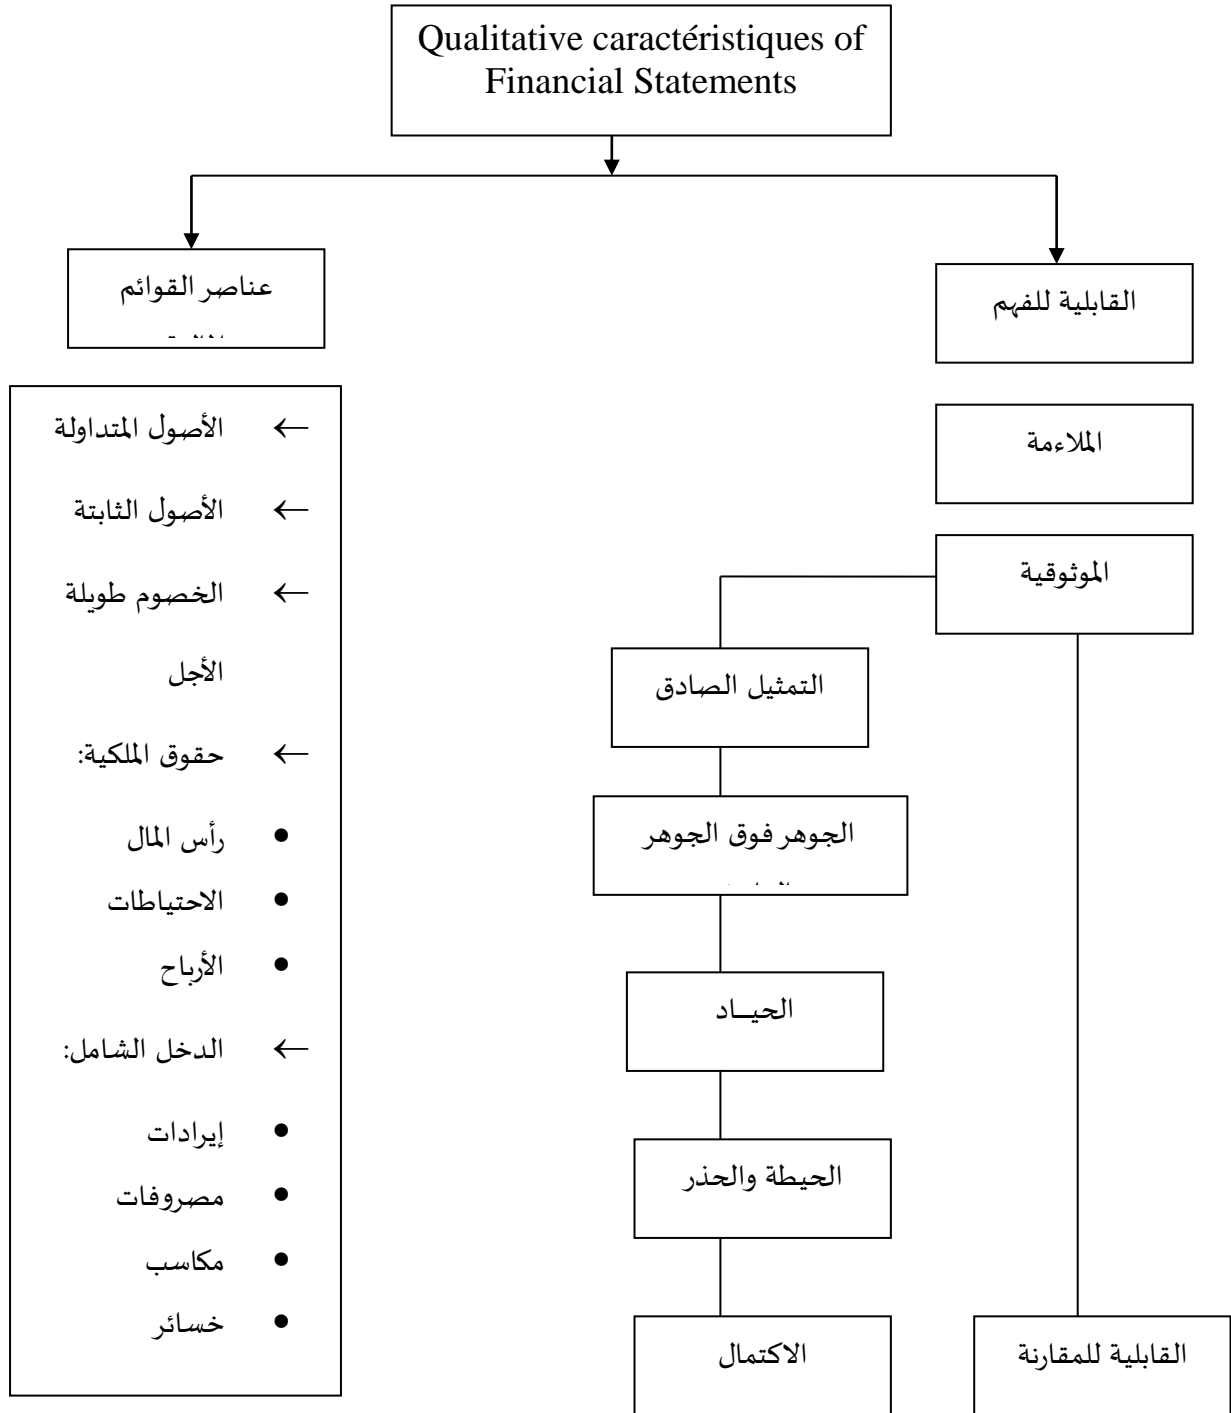 Qualitative caractéristiques of
Financial Statements
القابلية للفهم
عناصر القوائم
الملاءمة
الموثوقية
التمثيل الصادق
الجوهر فوق الجوهر
الحيــاد
الحيطة والحذر
الاكتمال
القابلية للمقارنة
← الأصول المتداولة
← الأصول الثابتة
← الخصوم طويلة
الأجل
← حقوق الملكية:
● رأس المال
● الاحتياطات
● الأرباح
← الدخل الشامل:
● إيرادات
● مصروفات
● مكاسب
● خسائر